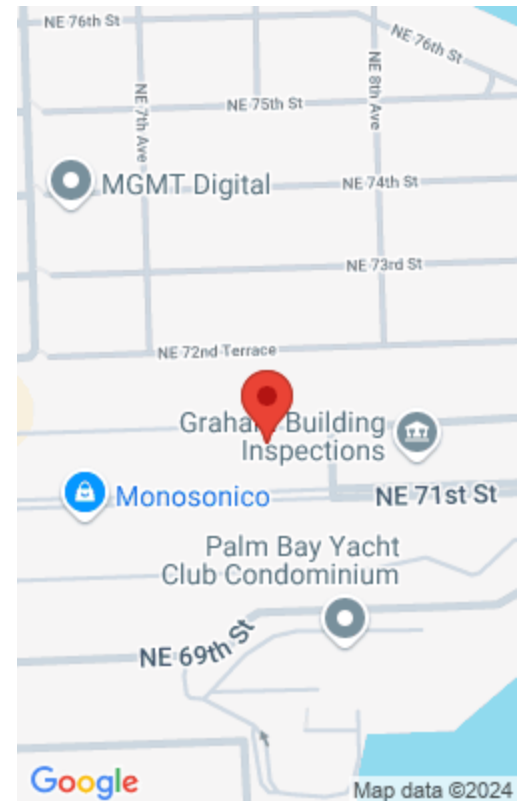 NE 76th St
NE 76th St
NE 7th Ave
NE 8th Ave
NE 75th St
MGMT Digital
NE 74th St
NE 73rd St
NE 72nd Terrace
Graham Building
Inspections
Monosonico
NE 71st St
Palm Bay Yacht
Club Condominium
NE 69th St
Google
Map data ©2024